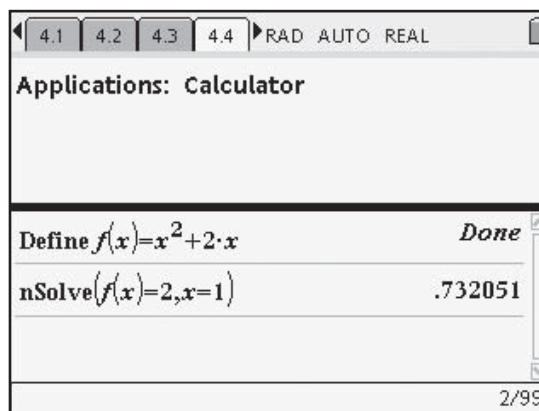 4.1 4.2 4.3 4.4 RAD AUTO REAL
Applications: Calculator
Define f(x)=x²+2·x Done
nSolve(f(x)=2,x=1) .732051
2/99